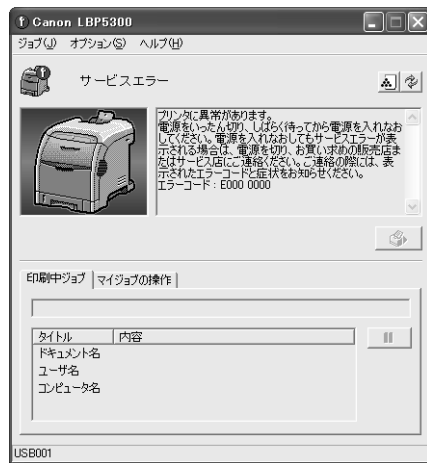 Canon LBP5300
ジョブ(J) オプション(S) ヘルプ(H)
サービスエラー
プリンタに異常があります。
電源をいったん切り、しばらく待ってから電源を入れなお
してください。電源を入れなおしてもサービスエラーが表
示される場合は、電源を切り、お買い求めの販売店ま
たはサービス店にご連絡ください。ご連絡の際には、表
示されたエラーコードと症状をお知らせください。
エラーコード : E000 0000
印刷中ジョブ マイジョブの操作
タイトル 内容
ドキュメント名
ユーザ名
コンピュータ名
USB001